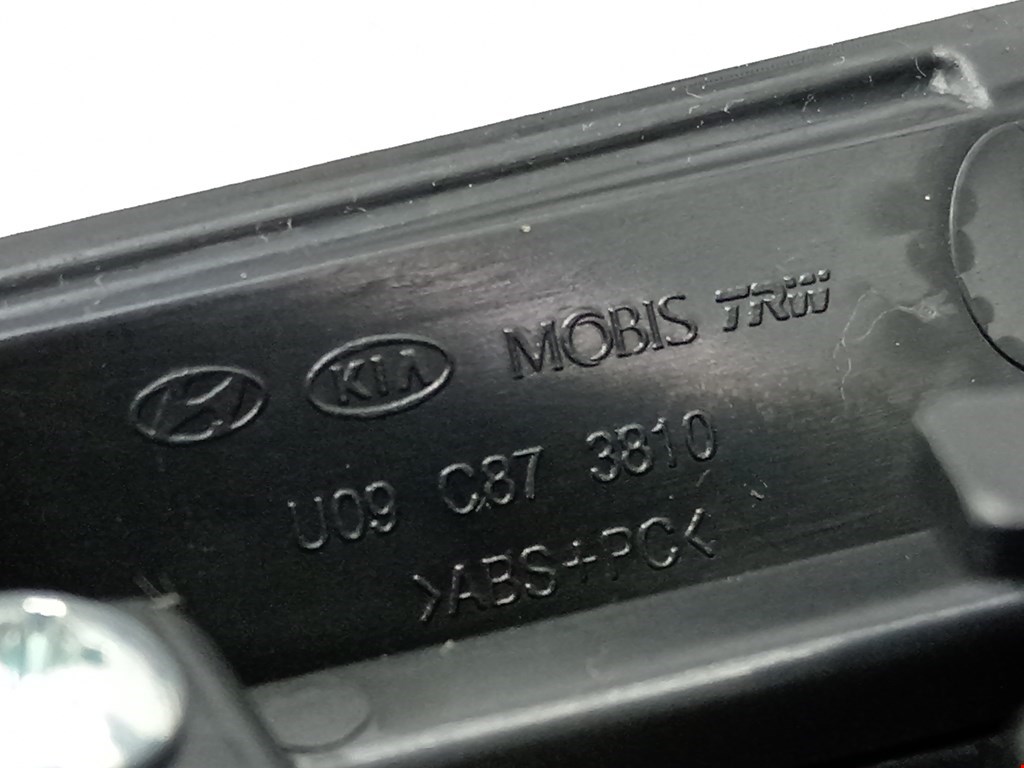 KIA MOBIS TRW
U09 C87 3810
>ABS+PC<